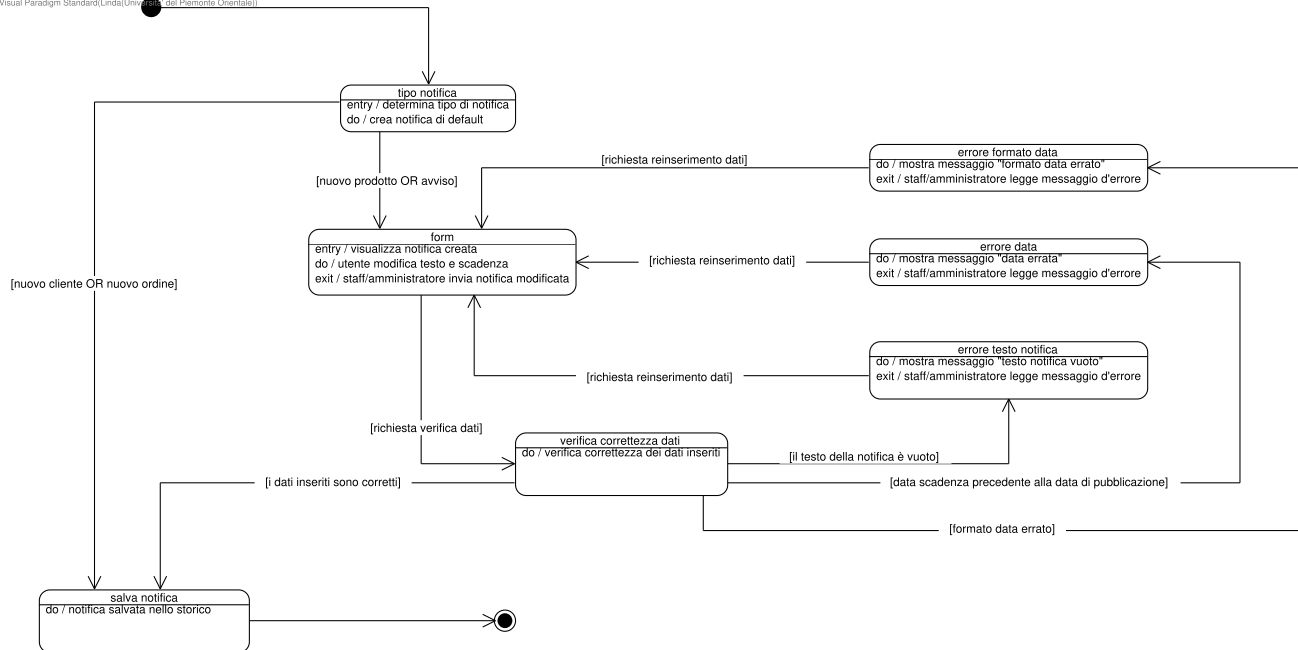 Visual Paradigm Standard(Linda(Universita' del Piemonte Orientale))
tipo notifica
entry / determina tipo di notifica
do / crea notifica di default
[nuovo prodotto OR avviso]
[richiesta reinserimento dati]
errore formato data
do / mostra messaggio "formato data errato"
exit / staff/amministratore legge messaggio d'errore
form
entry / visualizza notifica creata
do / utente modifica testo e scadenza
exit / staff/amministratore invia notifica modificata
[richiesta reinserimento dati]
errore data
do / mostra messaggio "data errata"
exit / staff/amministratore legge messaggio d'errore
[nuovo cliente OR nuovo ordine]
errore testo notifica
do / mostra messaggio "testo notifica vuoto"
exit / staff/amministratore legge messaggio d'errore
[richiesta reinserimento dati]
[richiesta verifica dati]
verifica correttezza dati
do / verifica correttezza dei dati inseriti
[il testo della notifica è vuoto]
[i dati inseriti sono corretti]
[data scadenza precedente alla data di pubblicazione]
[formato data errato]
salva notifica
do / notifica salvata nello storico